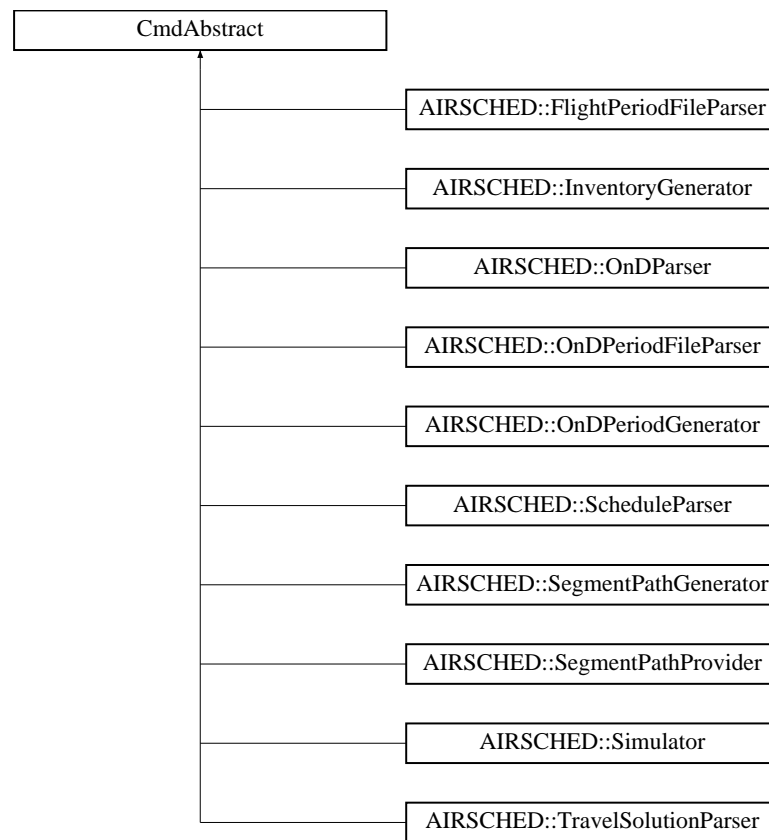 CmdAbstract
AIRSCHED::FlightPeriodFileParser
AIRSCHED::InventoryGenerator
AIRSCHED::OnDParser
AIRSCHED::OnDPeriodFileParser
AIRSCHED::OnDPeriodGenerator
AIRSCHED::ScheduleParser
AIRSCHED::SegmentPathGenerator
AIRSCHED::SegmentPathProvider
AIRSCHED::Simulator
AIRSCHED::TravelSolutionParser